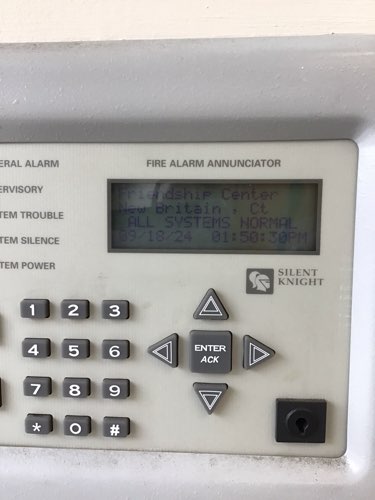 ERAL ALARM
FIRE ALARM ANNUNCIATOR
ERVISORY
TEM TROUBLE
TEM SILENCE
TEM POWER
Friendship Center
New Britain , Ct
ALL SYSTEMS NORMAL
09/18/24 01:50:30PM
SILENT
KNIGHT
1 2 3
4 5 6
7 8 9
* 0 #
ENTER
ACK